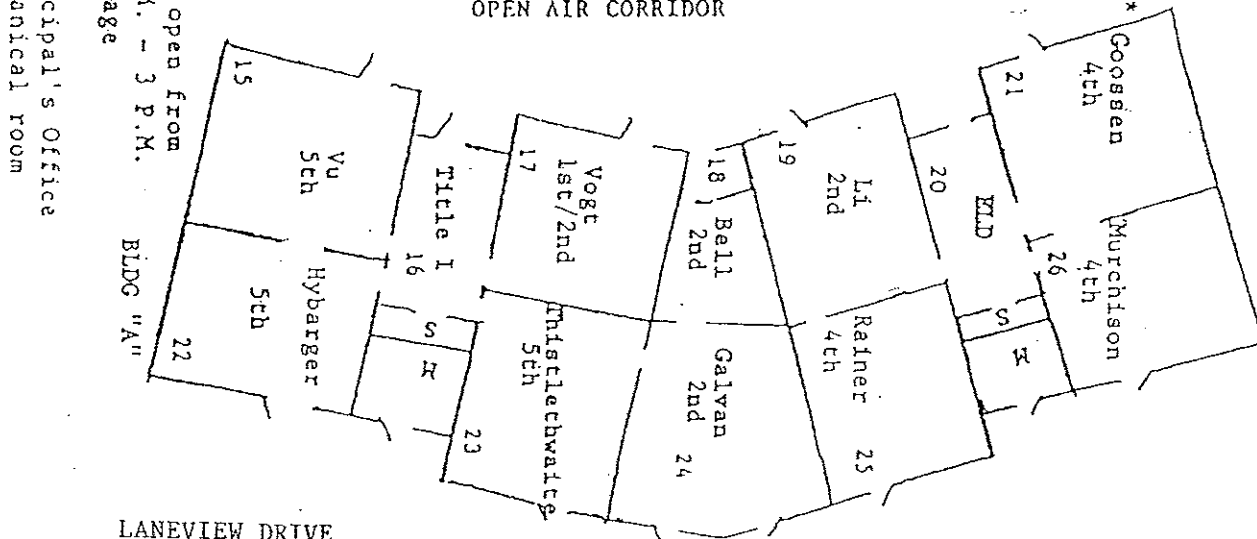 OPEN AIR CORRIDOR
*
open from
. - 3 P.M.
age
cipal's Office
anical room
15
Vu
5th
Title I
16
17
Vogt
1st/2nd
18
Bell
2nd
19
Li
2nd
20
ELD
21
Goossen
4th
Murchison
4th
26
Hybarger
5th
22
S
M
Thistlethwaite
5th
23
Galvan
2nd
24
Rainer
4th
25
S
M
BLDG "A"
LANEVIEW DRIVE